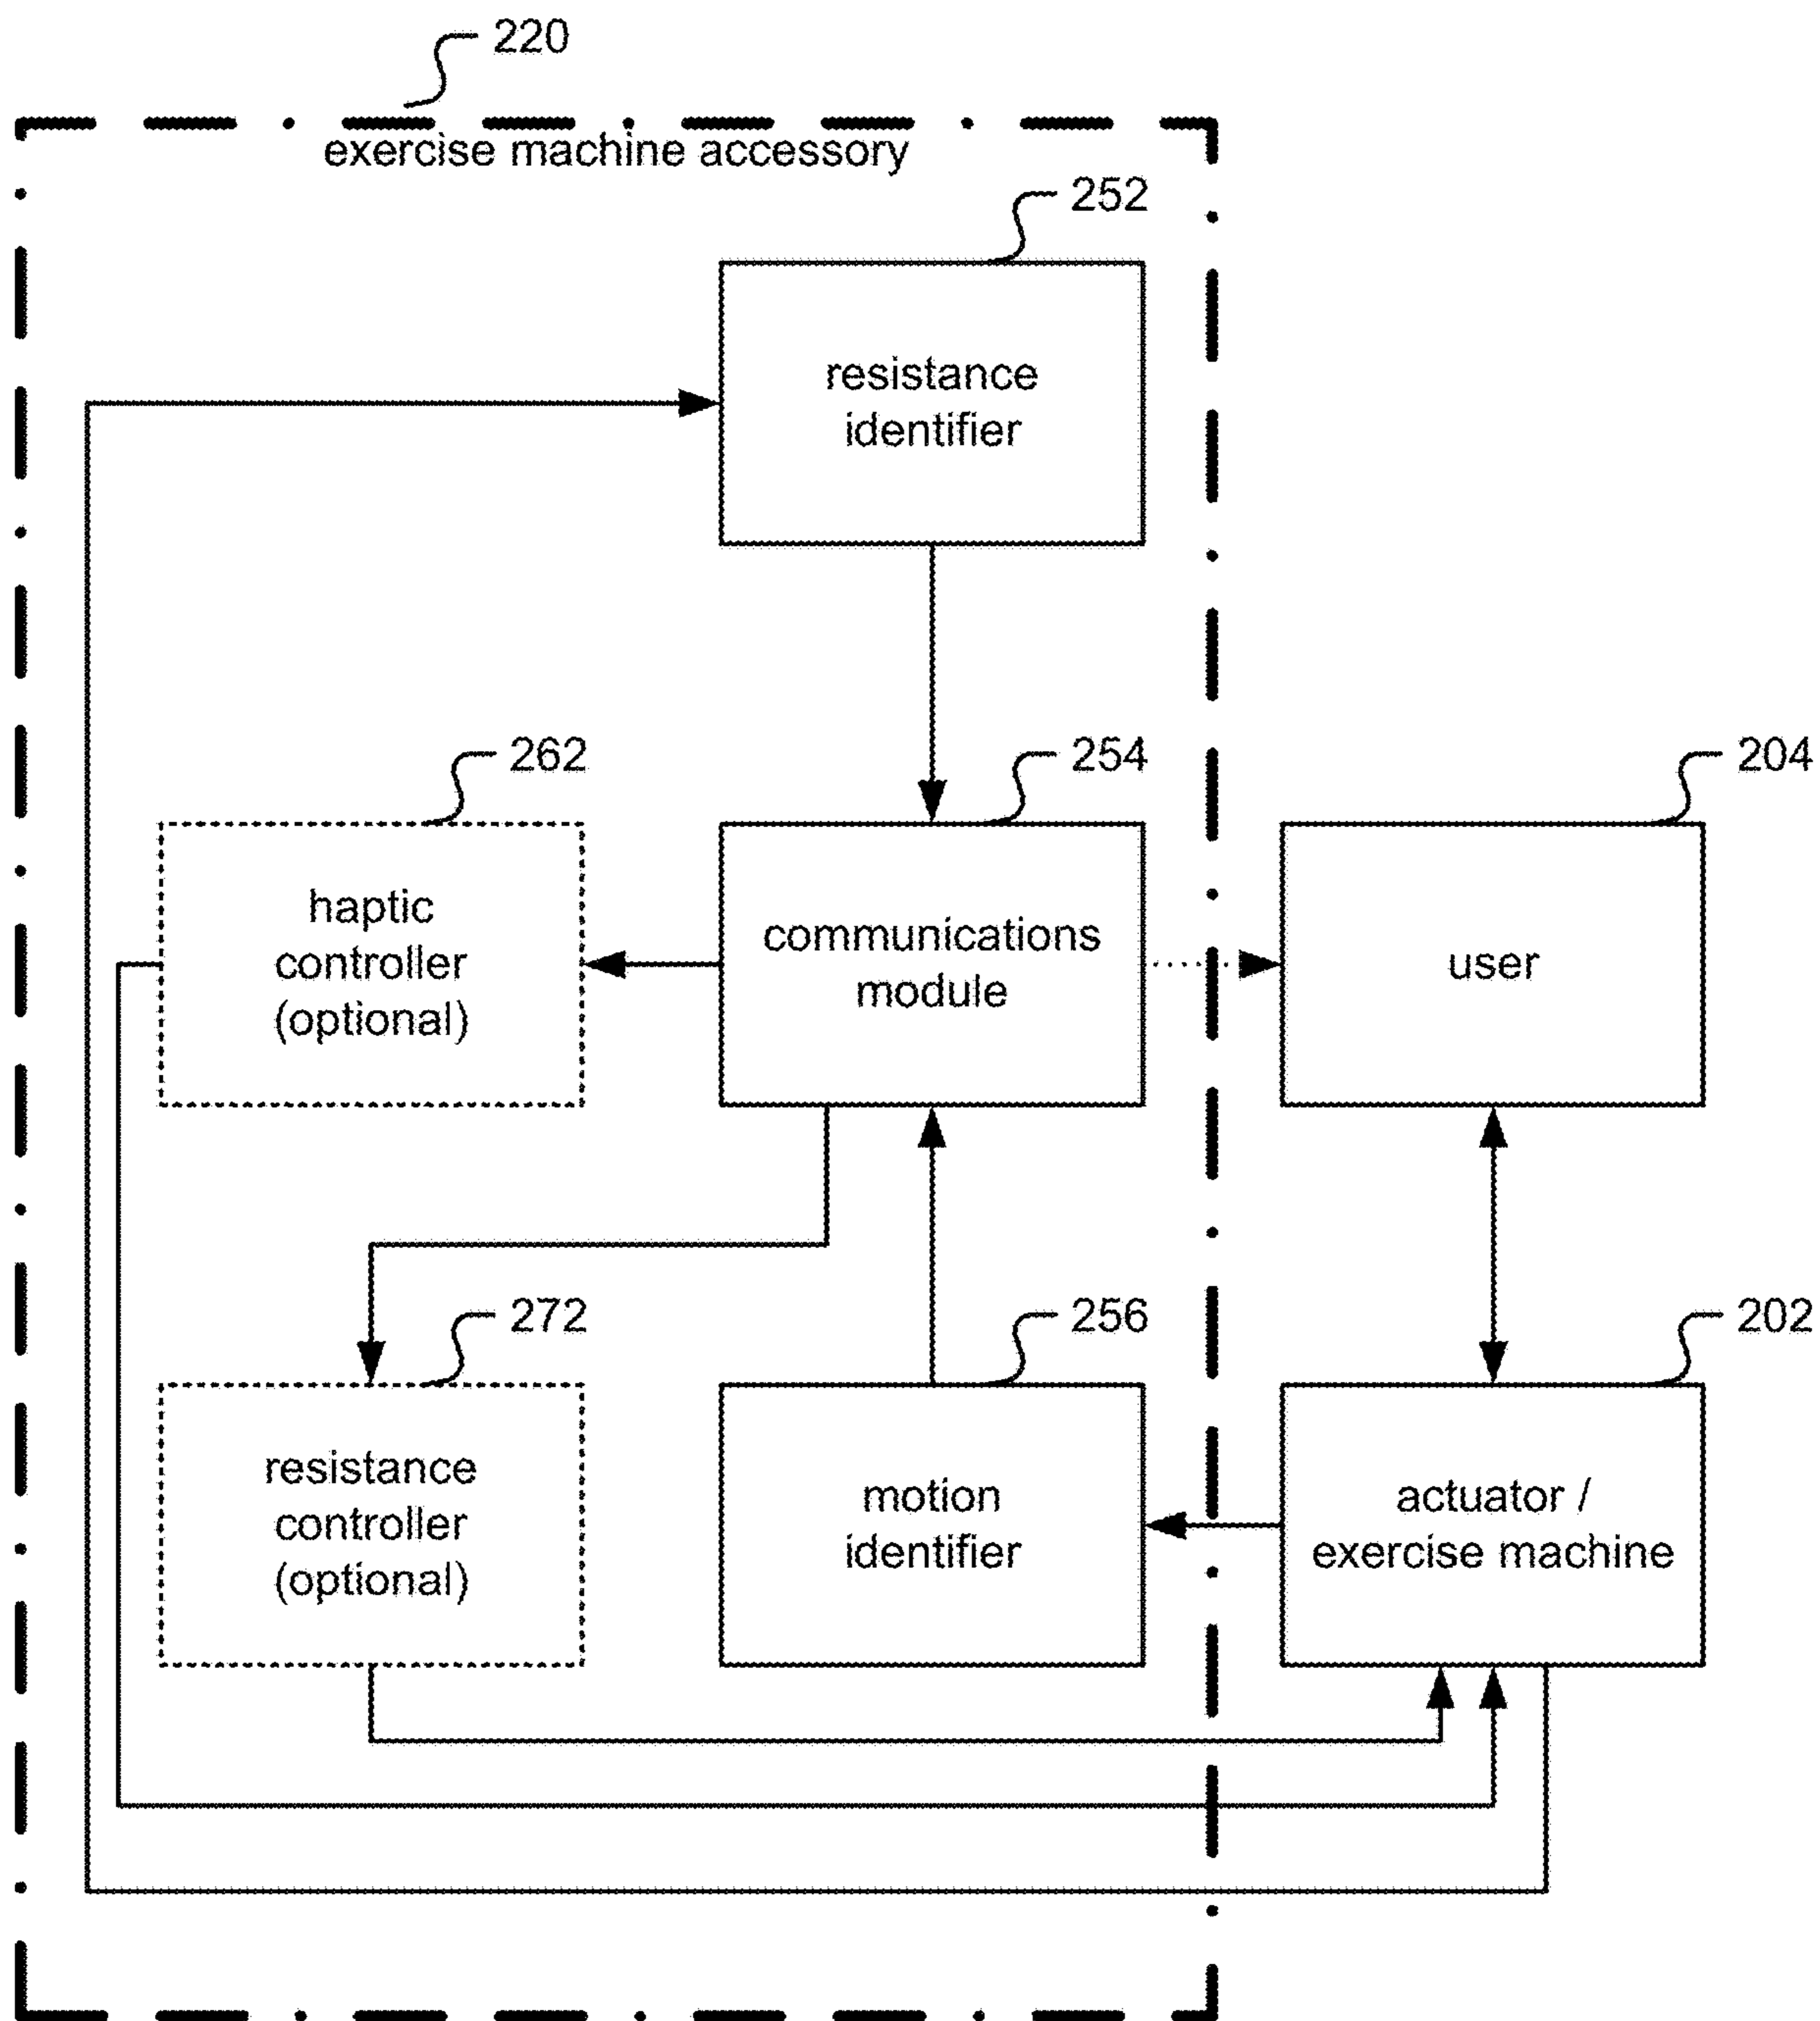 220
exercise machine accessory
252
resistance
identifier
262
254
204
haptic
controller
(optional)
communications
module
user
272
256
202
resistance
controller
(optional)
motion
identifier
actuator /
exercise machine